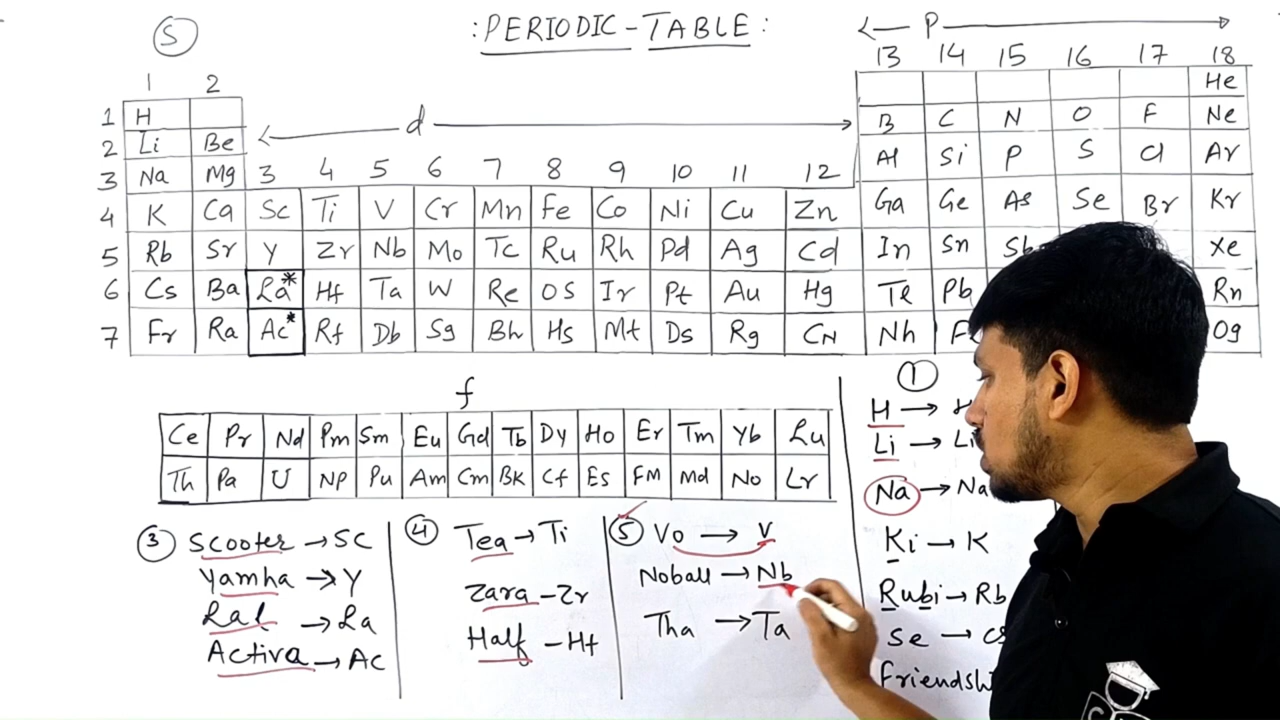 S
: PERIODIC - TABLE :
P
13 14 15 16 17 18
1 2
He
1 H
d
2 Li Be B C N O F Ne
3 Na Mg 3 4 5 6 7 8 9 10 11 12 Al Si P S Cl Ar
4 K Ca Sc Ti V Cr Mn Fe Co Ni Cu Zn Ga Ge As Se Br Kr
5 Rb Sr Y Zr Nb Mo Tc Ru Rh Pd Ag Cd In Sn Sb Xe
6 Cs Ba La* Hf Ta W Re Os Ir Pt Au Hg Tl Pb Rn
7 Fr Ra Ac* Rf Db Sg Bh Hs Mt Ds Rg CN Nh Og
f
Ce Pr Nd Pm Sm Eu Gd Tb Dy Ho Er Tm Yb Lu
Th Pa U NP Pu Am Cm BK Cf Es FM Md No Lr
③ Scooter → SC
Yamha → Y
Lal → La
Activa → AC
④ Tea → Ti
Zara - Zr
Half - Hf
⑤ Vo → V
Noball → Nb
Tha → Ta
①
H →
Li → Li
Na → Na
Ki → K
Rubi → Rb
Se → CS